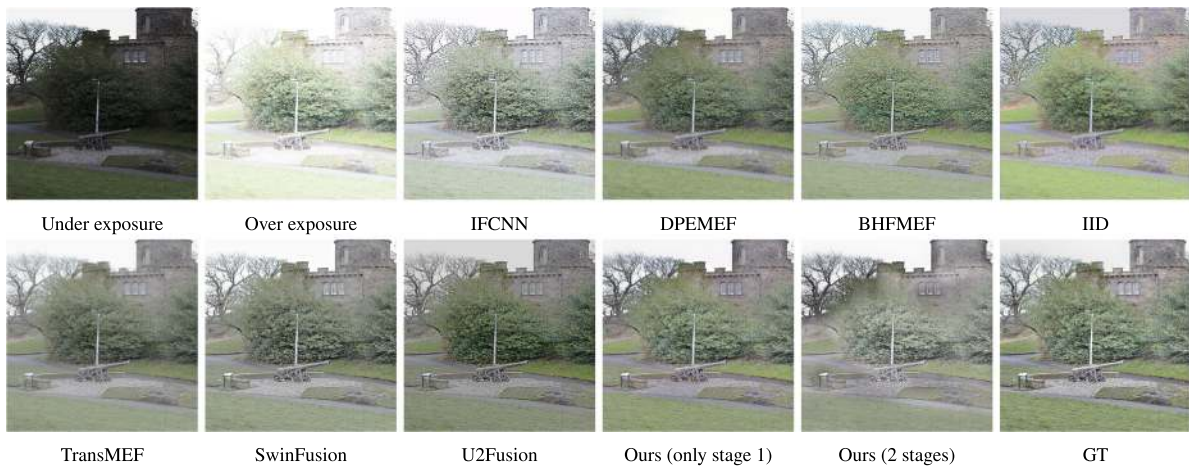 Under exposure Over exposure IFCNN DPEMEF BHFMEF IID
TransMEF SwinFusion U2Fusion Ours (only stage 1) Ours (2 stages) GT